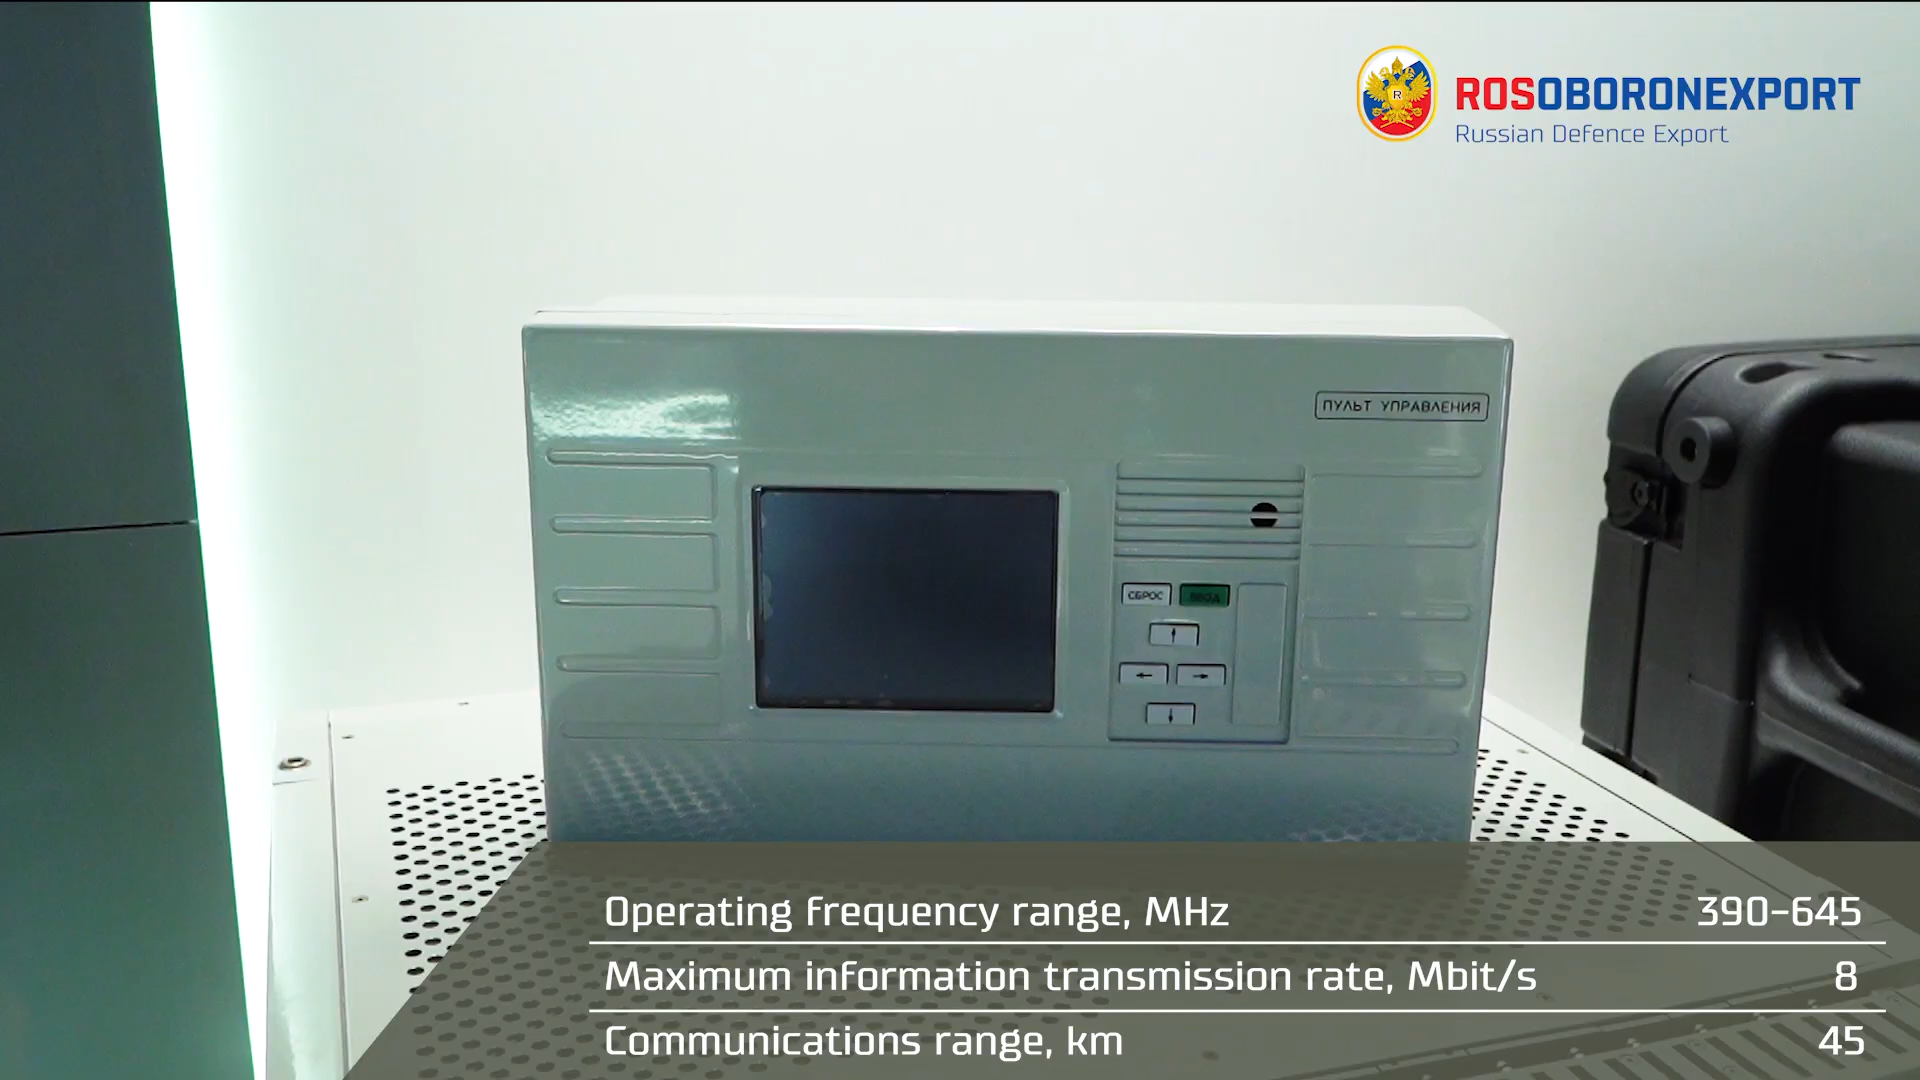 ROSOBORONEXPORT
Russian Defence Export
ПУЛЬТ УПРАВЛЕНИЯ
СБРОС ВВОД
Operating frequency range, MHz 390-645
Maximum information transmission rate, Mbit/s 8
Communications range, km 45